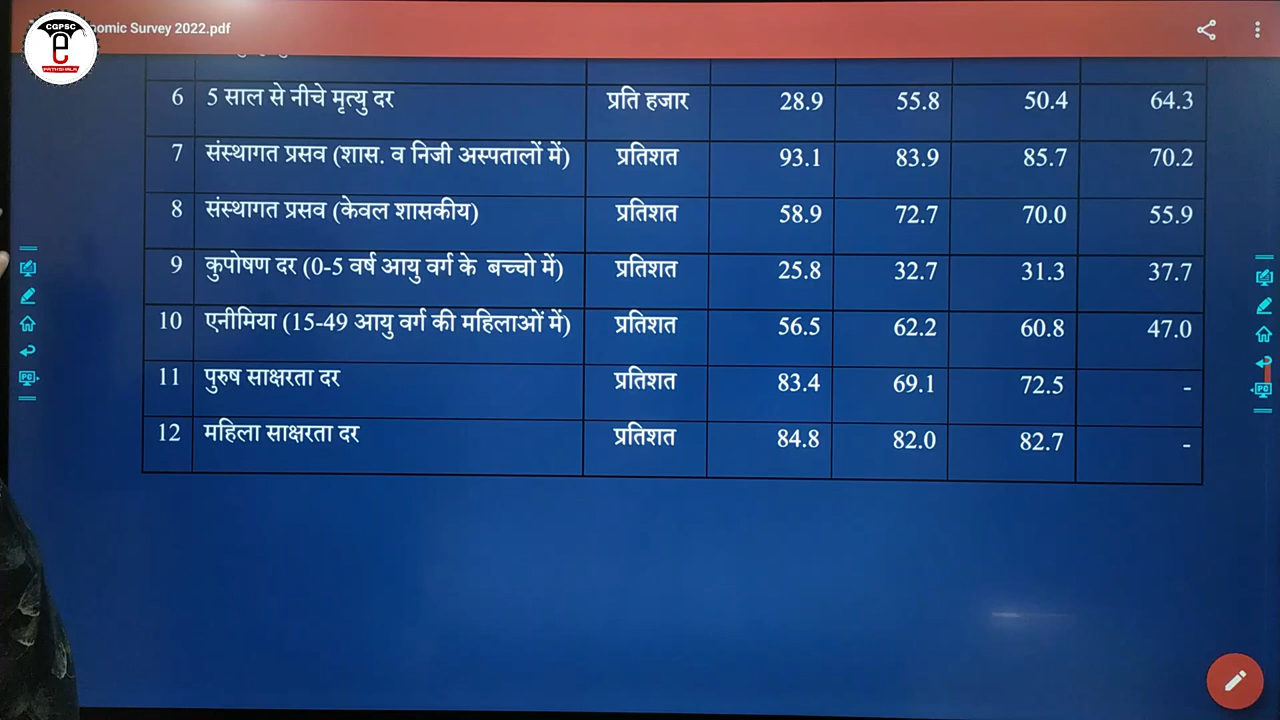 CGPSC
e
PATHSHALA
nomic Survey 2022.pdf
6 5 साल से नीचे मृत्यु दर प्रति हजार 28.9 55.8 50.4 64.3
7 संस्थागत प्रसव (शास. व निजी अस्पतालों में) प्रतिशत 93.1 83.9 85.7 70.2
8 संस्थागत प्रसव (केवल शासकीय) प्रतिशत 58.9 72.7 70.0 55.9
9 कुपोषण दर (0-5 वर्ष आयु वर्ग के बच्चो में) प्रतिशत 25.8 32.7 31.3 37.7
10 एनीमिया (15-49 आयु वर्ग की महिलाओं में) प्रतिशत 56.5 62.2 60.8 47.0
11 पुरुष साक्षरता दर प्रतिशत 83.4 69.1 72.5 -
12 महिला साक्षरता दर प्रतिशत 84.8 82.0 82.7 -
PC
PC